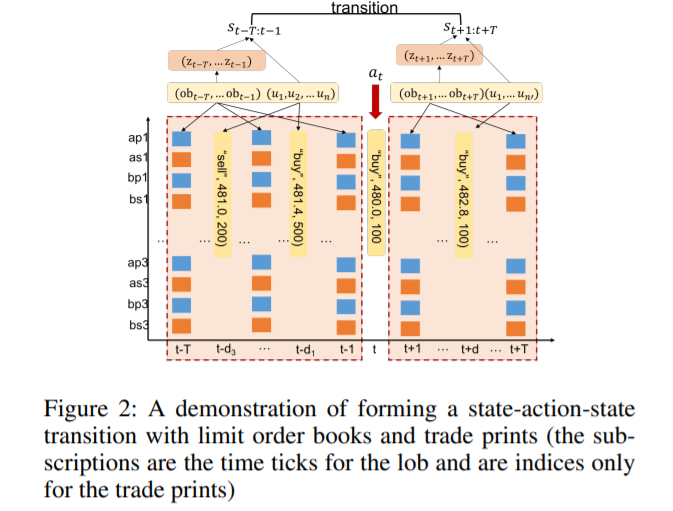 transition
s_{t−T:t−1} s_{t+1:t+T}
(z_{t−T},… z_{t−1}) (z_{t+1},… z_{t+T})
a_t
(ob_{t−T},… ob_{t−1}) (u_1,u_2,… u_n) (ob_{t+1},… ob_{t+T})(u_1,… u_{n'})
ap1
as1
bp1
bs1
"sell", 481.0, 200)
"buy", 481.4, 500)
"buy", 480.0, 100
"buy", 482.8, 100)
… … … … … …
ap3
as3
bp3
bs3
t-T t-d_3 … t-d_1 t-1 t t+1 … t+d … t+T
Figure 2: A demonstration of forming a state-action-state
transition with limit order books and trade prints (the sub-
scriptions are the time ticks for the lob and are indices only
for the trade prints)